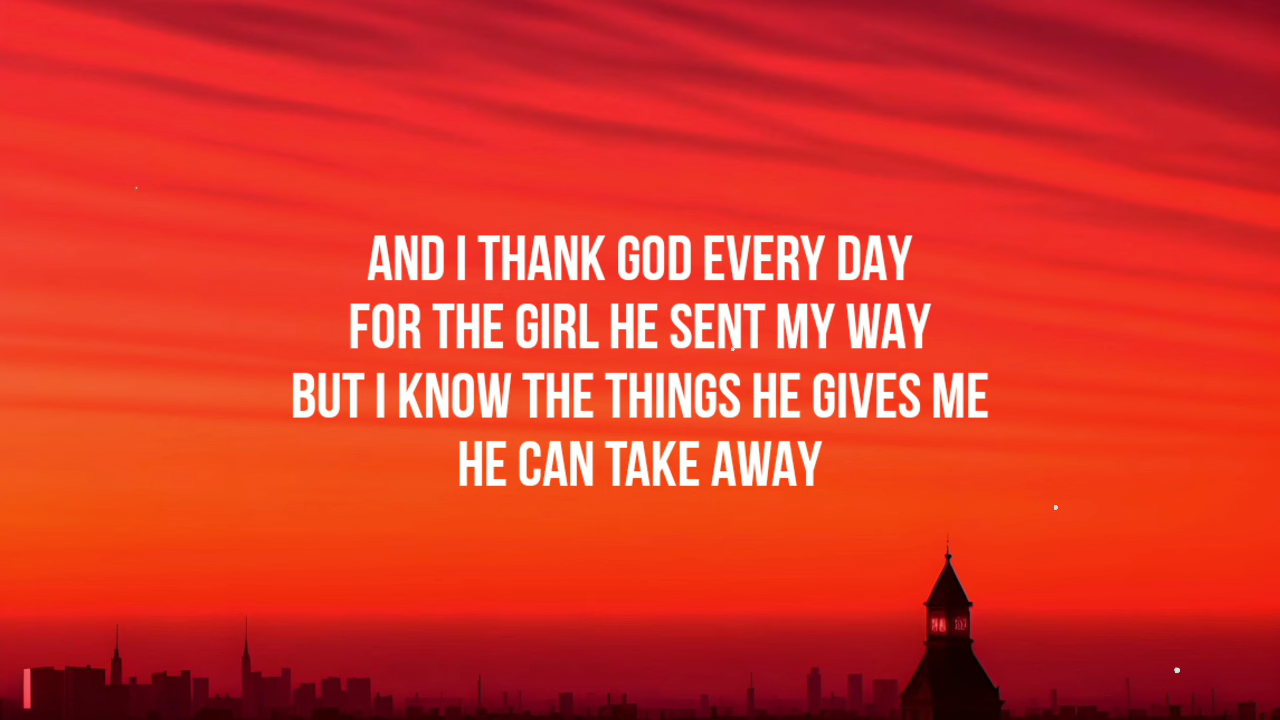 AND I THANK GOD EVERY DAY
FOR THE GIRL HE SENT MY WAY
BUT I KNOW THE THINGS HE GIVES ME
HE CAN TAKE AWAY